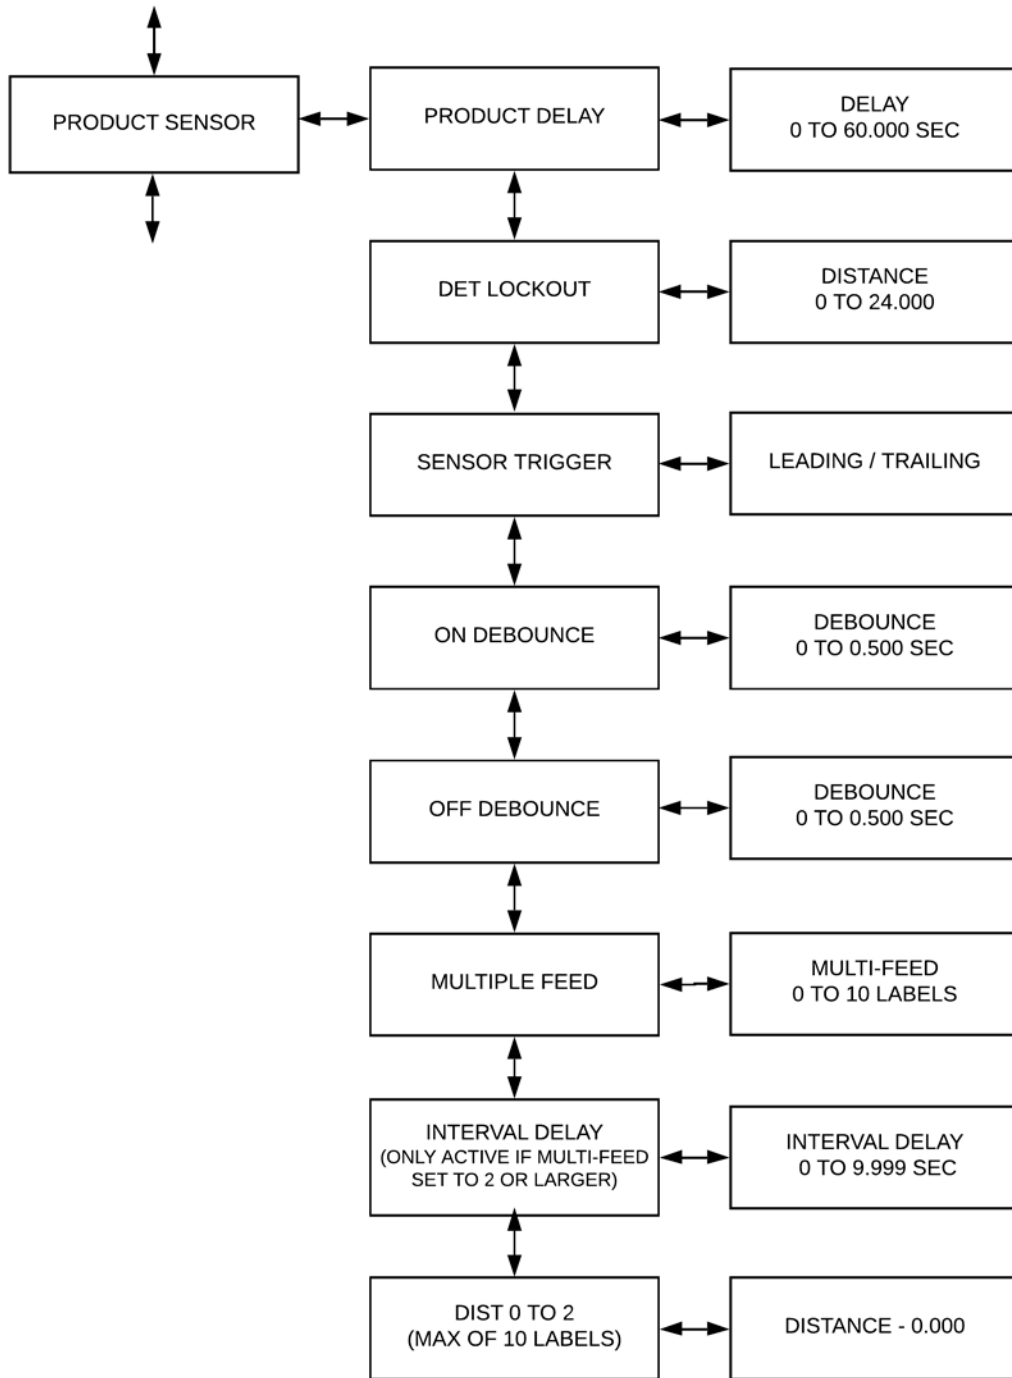 PRODUCT SENSOR
PRODUCT DELAY
DELAY
0 TO 60.000 SEC
DET LOCKOUT
DISTANCE
0 TO 24.000
SENSOR TRIGGER
LEADING / TRAILING
ON DEBOUNCE
DEBOUNCE
0 TO 0.500 SEC
OFF DEBOUNCE
DEBOUNCE
0 TO 0.500 SEC
MULTIPLE FEED
MULTI-FEED
0 TO 10 LABELS
INTERVAL DELAY
(ONLY ACTIVE IF MULTI-FEED
SET TO 2 OR LARGER)
INTERVAL DELAY
0 TO 9.999 SEC
DIST 0 TO 2
(MAX OF 10 LABELS)
DISTANCE - 0.000